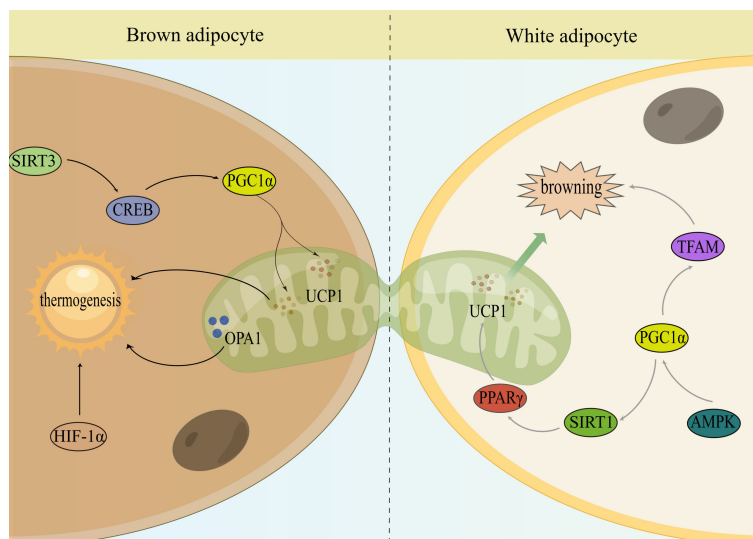 Brown adipocyte
White adipocyte
SIRT3
CREB
PGC1α
thermogenesis
UCP1
OPA1
HIF-1α
browning
TFAM
UCP1
PGC1α
PPARγ
SIRT1
AMPK